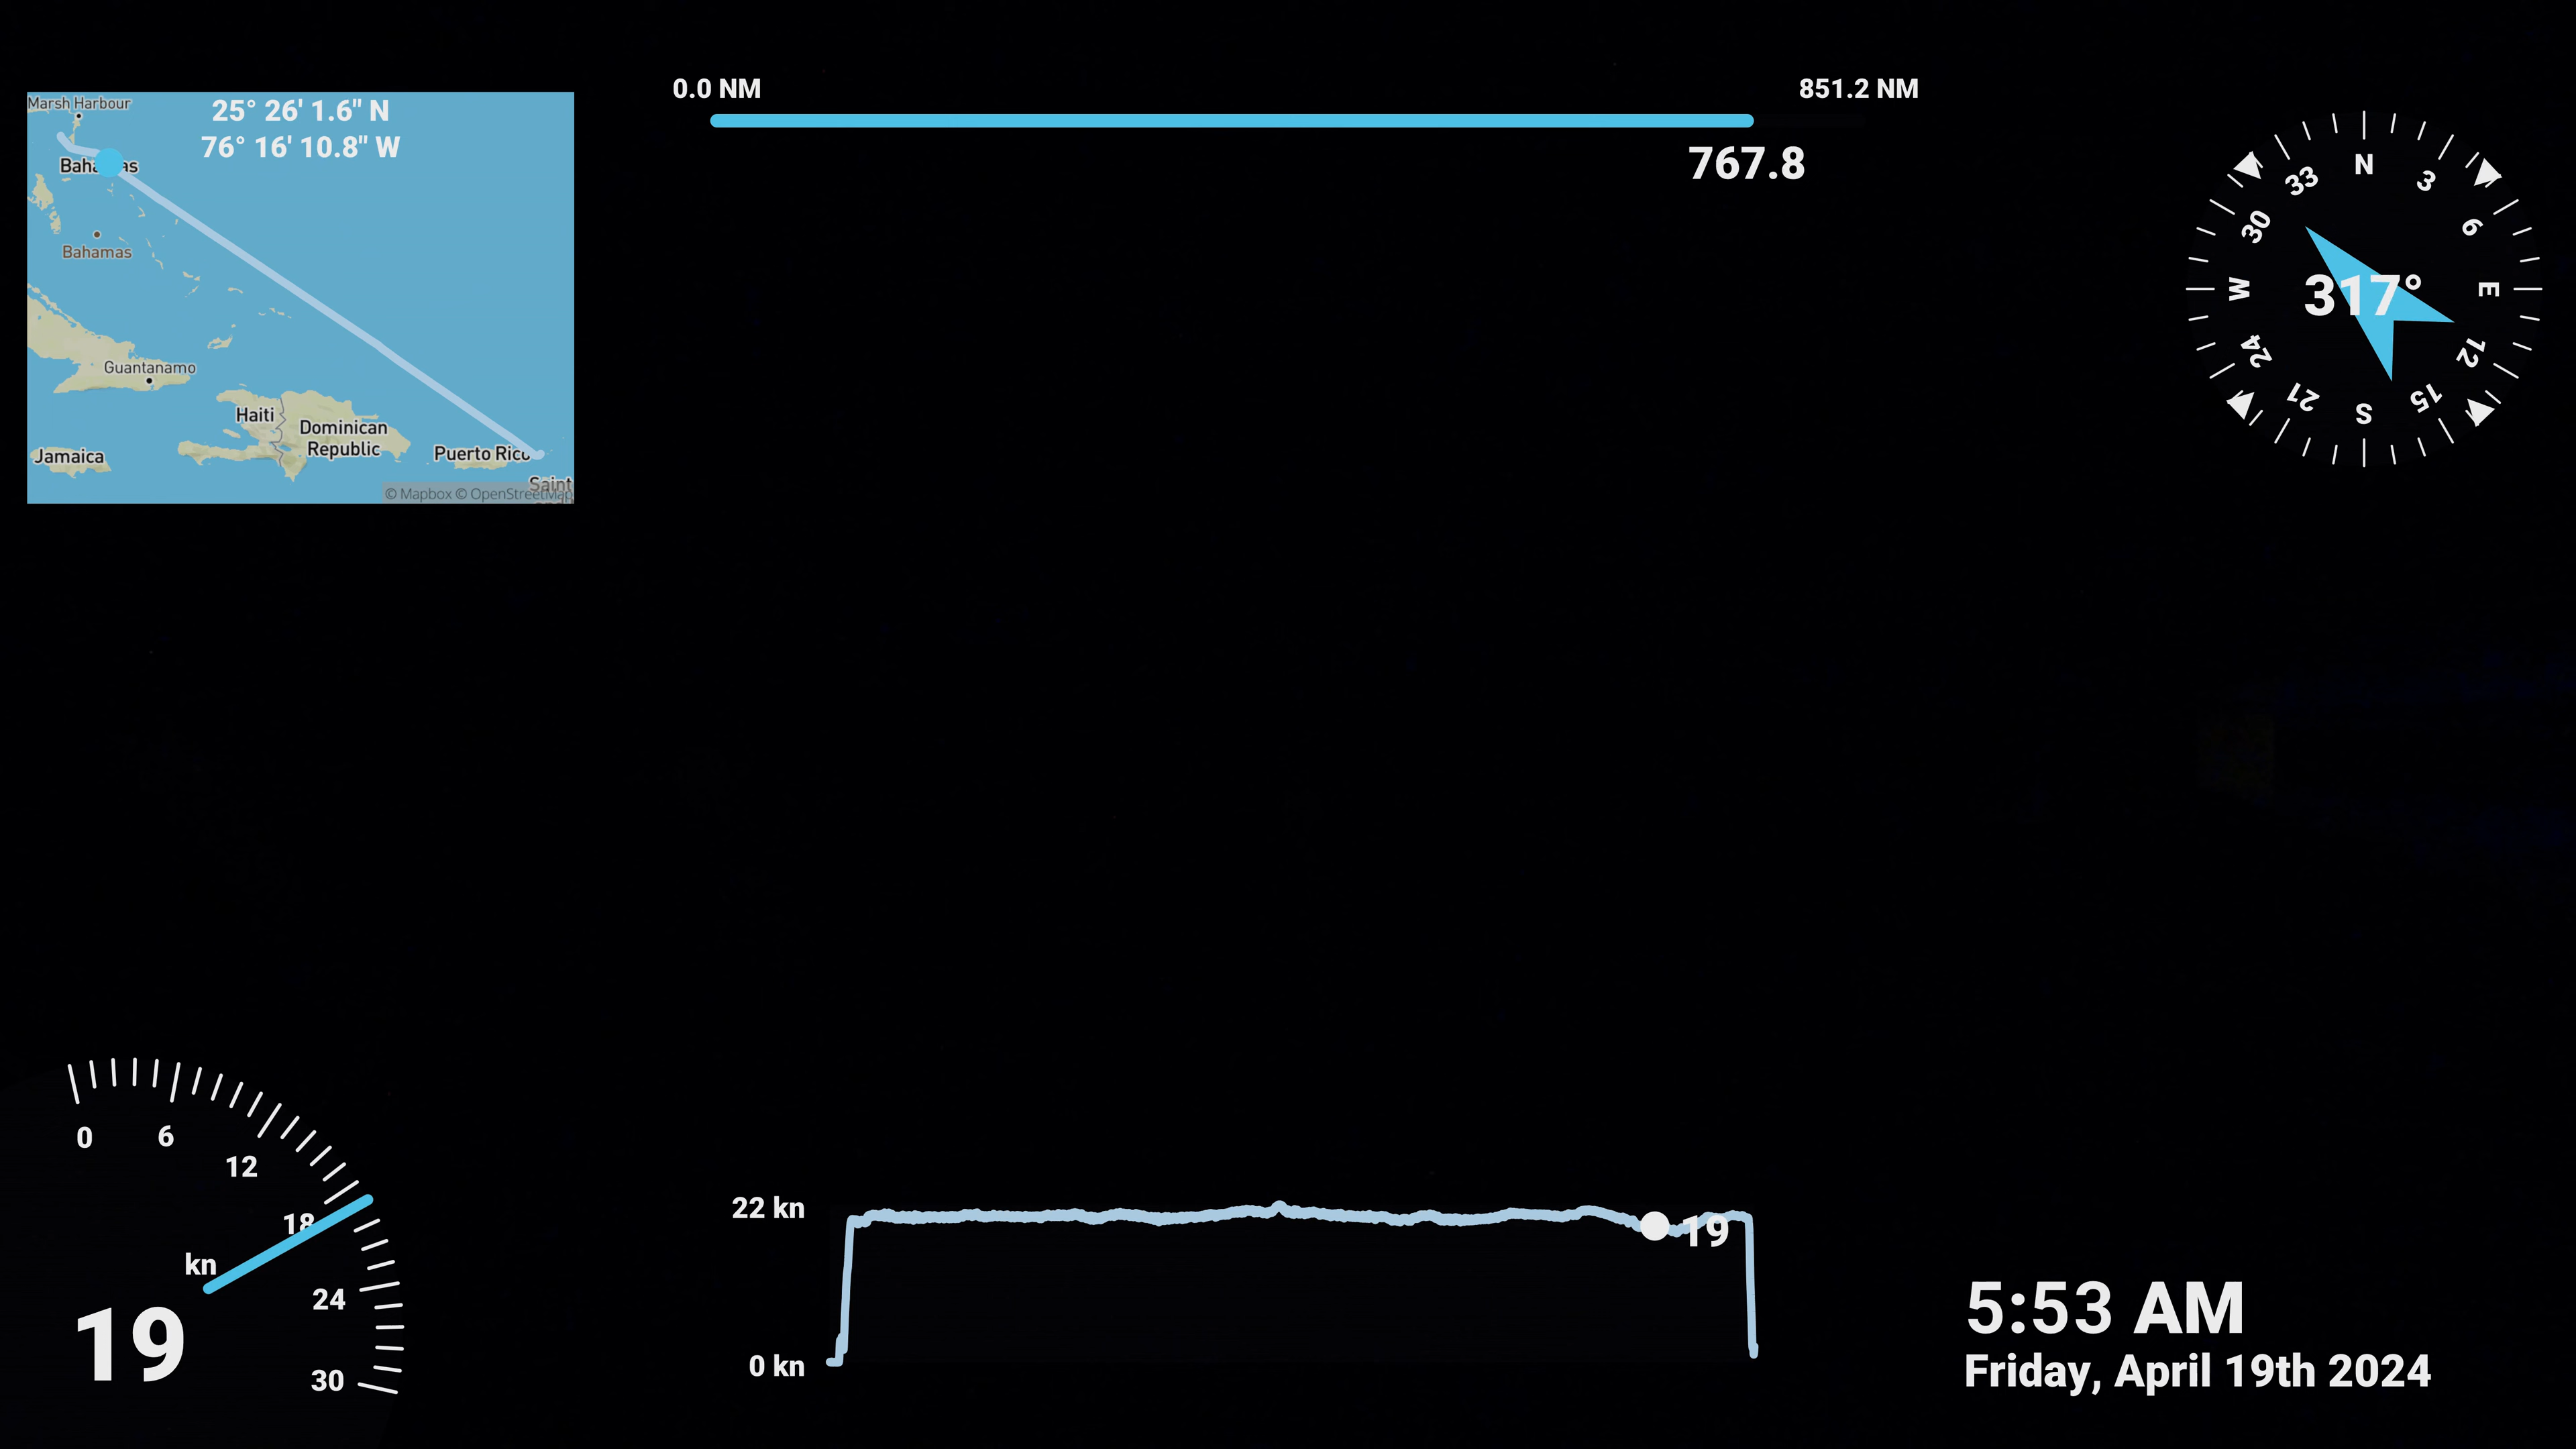 Marsh Harbour
25° 26' 1.6" N
76° 16' 10.8" W
Bahamas
Guantanamo
Haiti
Dominican
Republic
Jamaica
Puerto Rico
Saint
© Mapbox © OpenStreetMap
0.0 NM
851.2 NM
767.8
N
3
6
E
12
15
S
21
24
W
30
33
317°
0
6
12
18
24
30
kn
19
22 kn
0 kn
19
5:53 AM
Friday, April 19th 2024